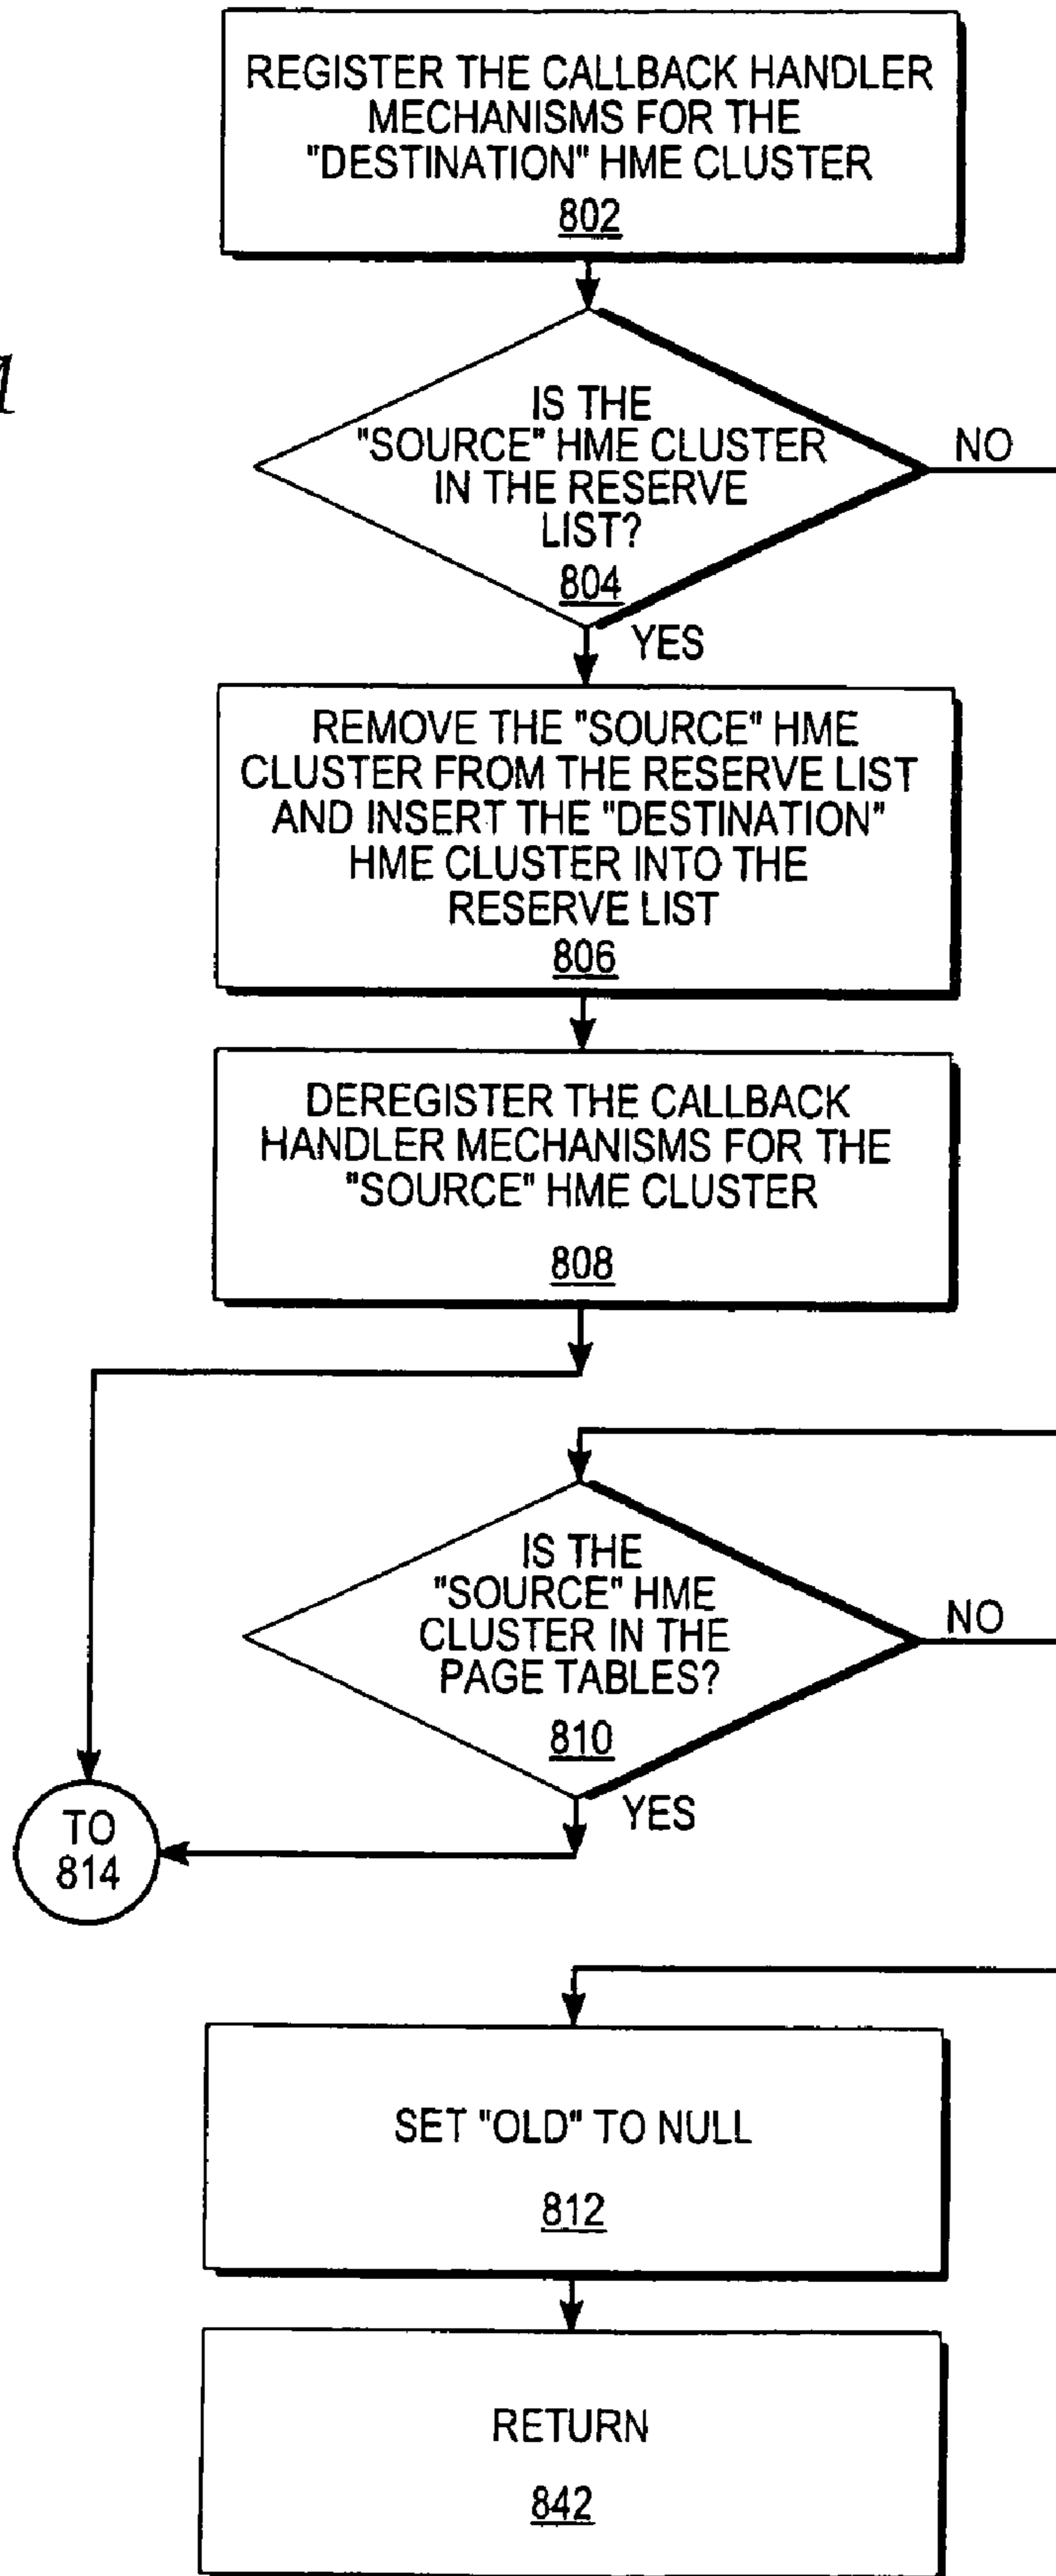 REGISTER THE CALLBACK HANDLER
MECHANISMS FOR THE
"DESTINATION" HME CLUSTER
802
IS THE
"SOURCE" HME CLUSTER
IN THE RESERVE
LIST?
804
NO
YES
REMOVE THE "SOURCE" HME
CLUSTER FROM THE RESERVE LIST
AND INSERT THE "DESTINATION"
HME CLUSTER INTO THE
RESERVE LIST
806
DEREGISTER THE CALLBACK
HANDLER MECHANISMS FOR THE
"SOURCE" HME CLUSTER
808
IS THE
"SOURCE" HME
CLUSTER IN THE
PAGE TABLES?
810
NO
YES
TO
814
SET "OLD" TO NULL
812
RETURN
842